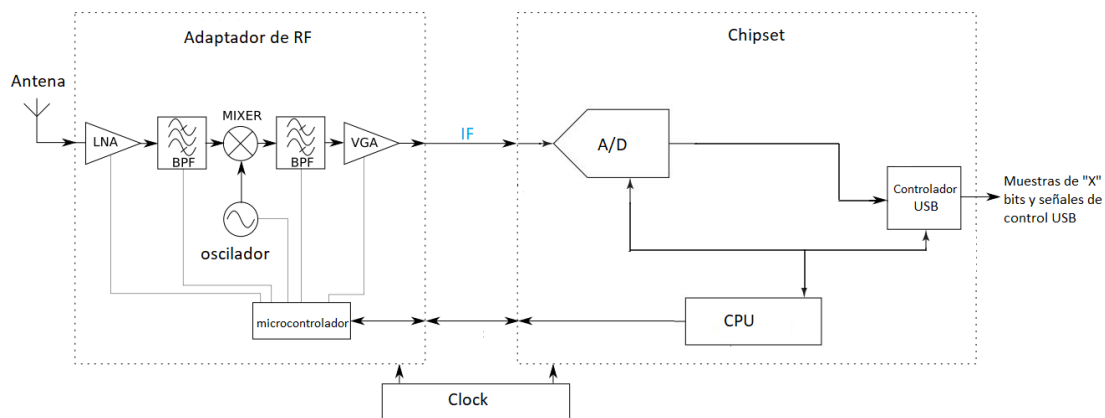 Adaptador de RF
Chipset
Antena
LNA
BPF
MIXER
BPF
VGA
IF
A/D
Controlador
USB
Muestras de "X"
bits y señales de
control USB
oscilador
microcontrolador
CPU
Clock